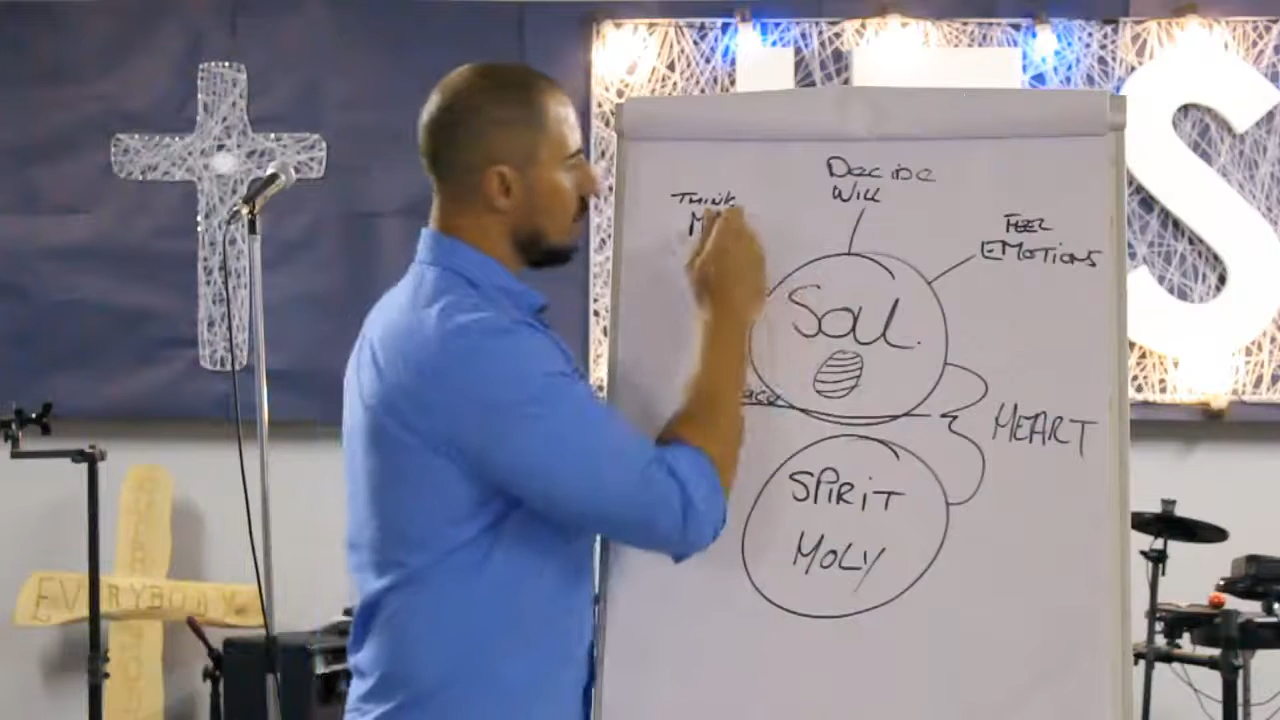 Decide
Will
Think
Feel
EMOTIONS
Soul.
HEART
SPIRIT
HOLY
EVERYBODY
S